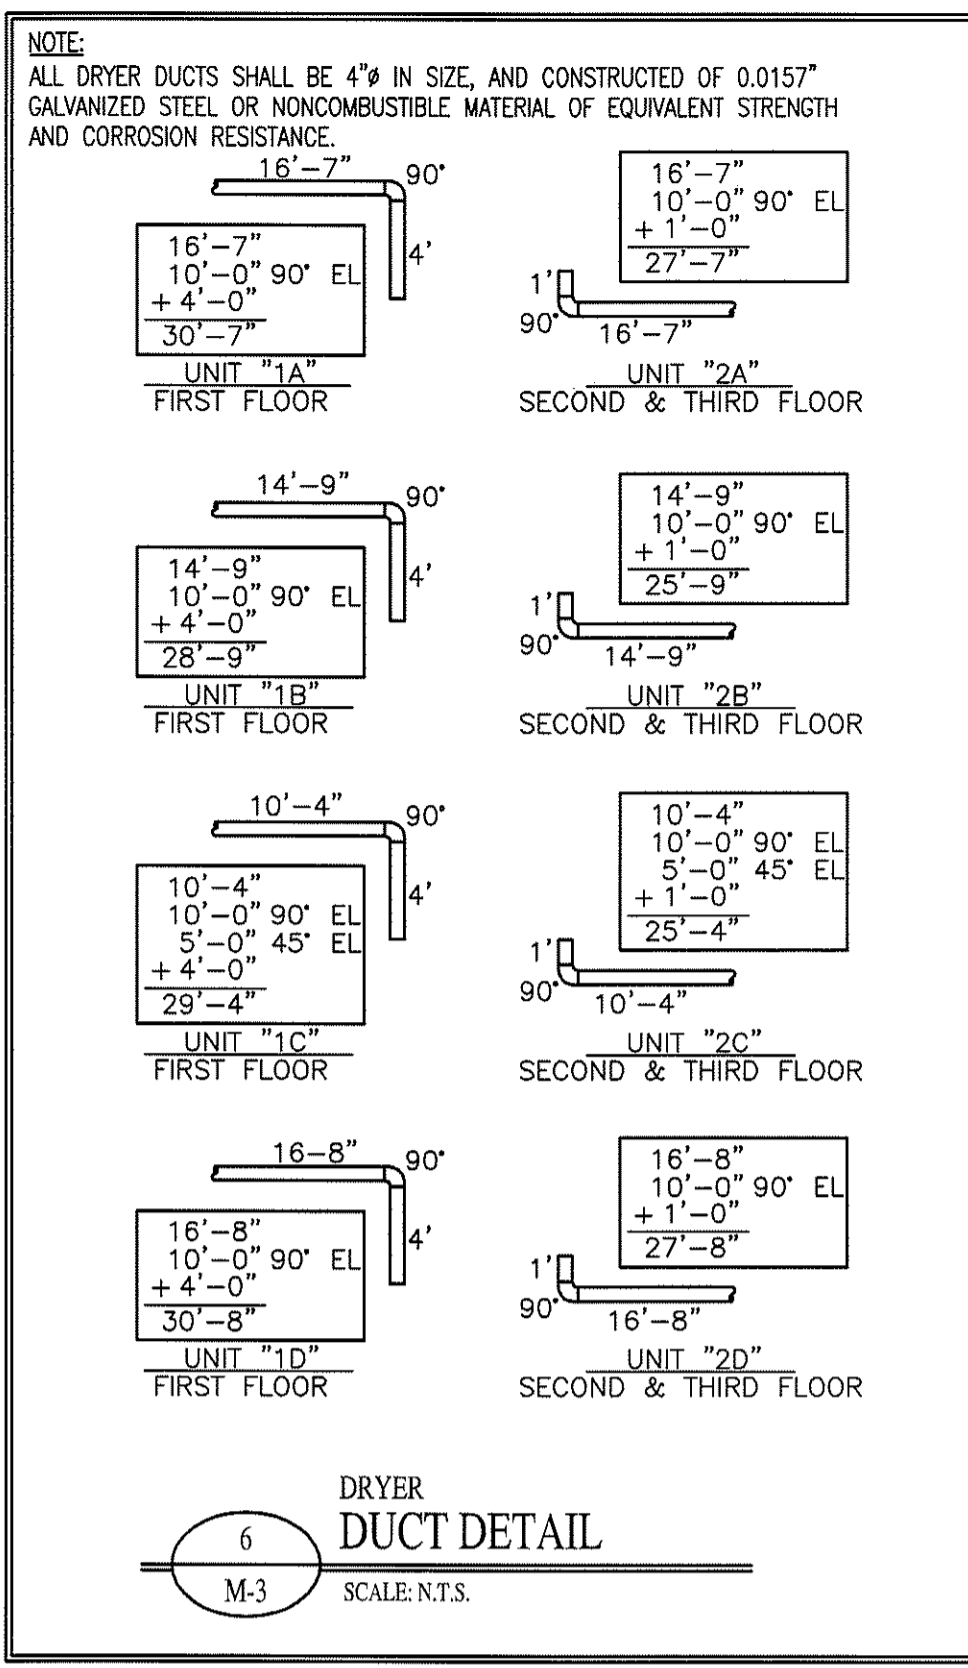 NOTE:
ALL DRYER DUCTS SHALL BE 4"ø IN SIZE, AND CONSTRUCTED OF 0.0157"
GALVANIZED STEEL OR NONCOMBUSTIBLE MATERIAL OF EQUIVALENT STRENGTH
AND CORROSION RESISTANCE.
16'-7"
90°
4'
16'-7"
10'-0" 90° EL
+ 4'-0"
30'-7"
UNIT "1A"
FIRST FLOOR
16'-7"
10'-0" 90° EL
+ 1'-0"
27'-7"
1'
90°
16'-7"
UNIT "2A"
SECOND & THIRD FLOOR
14'-9"
90°
4'
14'-9"
10'-0" 90° EL
+ 4'-0"
28'-9"
UNIT "1B"
FIRST FLOOR
14'-9"
10'-0" 90° EL
+ 1'-0"
25'-9"
1'
90°
14'-9"
UNIT "2B"
SECOND & THIRD FLOOR
10'-4"
90°
4'
10'-4"
10'-0" 90° EL
5'-0" 45° EL
+ 4'-0"
29'-4"
UNIT "1C"
FIRST FLOOR
10'-4"
10'-0" 90° EL
5'-0" 45° EL
+ 1'-0"
25'-4"
1'
90°
10'-4"
UNIT "2C"
SECOND & THIRD FLOOR
16-8"
90°
4'
16'-8"
10'-0" 90° EL
+ 4'-0"
30'-8"
UNIT "1D"
FIRST FLOOR
16'-8"
10'-0" 90° EL
+ 1'-0"
27'-8"
1'
90°
16'-8"
UNIT "2D"
SECOND & THIRD FLOOR
6
M-3
DRYER
DUCT DETAIL
SCALE: N.T.S.